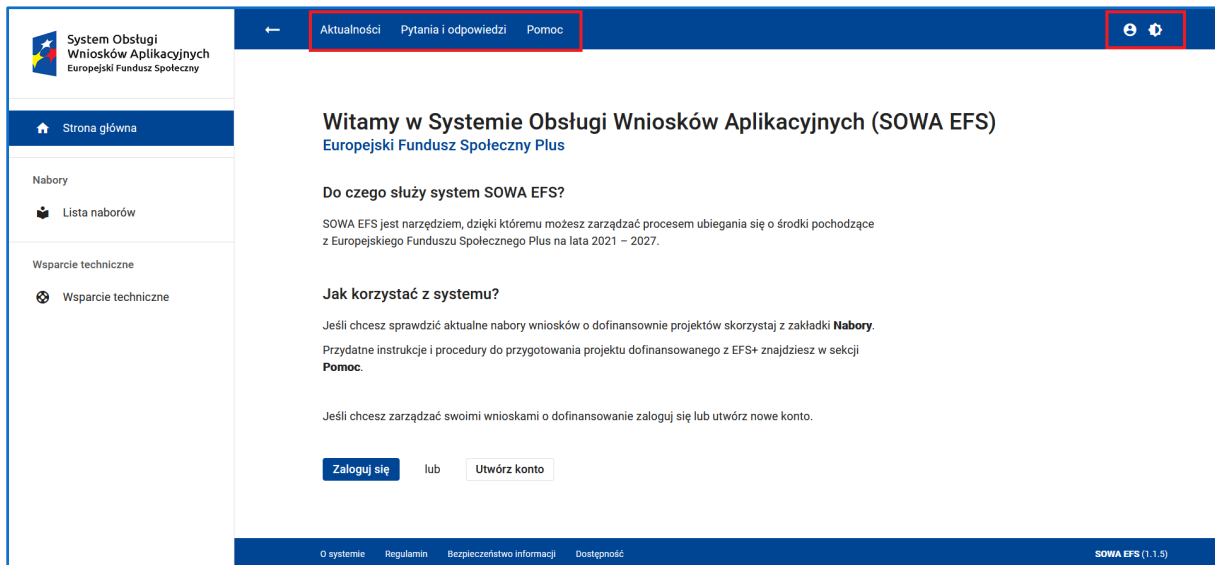 System Obsługi
Wniosków Aplikacyjnych
Europejski Fundusz Społeczny
Aktualności Pytania i odpowiedzi Pomoc
Strona główna
Nabory
Lista naborów
Wsparcie techniczne
Wsparcie techniczne
Witamy w Systemie Obsługi Wniosków Aplikacyjnych (SOWA EFS)
Europejski Fundusz Społeczny Plus
Do czego służy system SOWA EFS?
SOWA EFS jest narzędziem, dzięki któremu możesz zarządzać procesem ubiegania się o środki pochodzące
z Europejskiego Funduszu Społecznego Plus na lata 2021 – 2027.
Jak korzystać z systemu?
Jeśli chcesz sprawdzić aktualne nabory wniosków o dofinansownie projektów skorzystaj z zakładki Nabory.
Przydatne instrukcje i procedury do przygotowania projektu dofinansowanego z EFS+ znajdziesz w sekcji
Pomoc.
Jeśli chcesz zarządzać swoimi wnioskami o dofinansowanie zaloguj się lub utwórz nowe konto.
Zaloguj się lub Utwórz konto
O systemie Regulamin Bezpieczeństwo informacji Dostępność SOWA EFS (1.1.5)